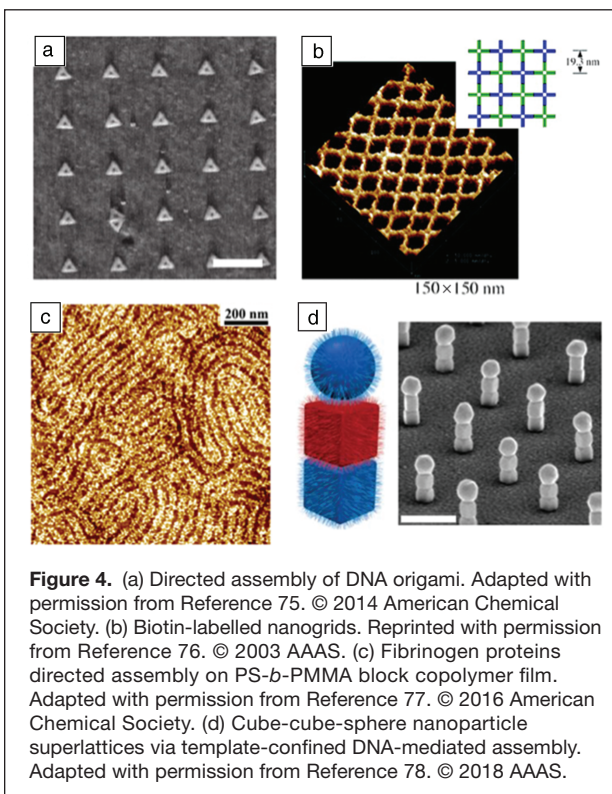 a
b
19.3 nm
150×150 nm
c
200 nm
d
Figure 4. (a) Directed assembly of DNA origami. Adapted with
permission from Reference 75. © 2014 American Chemical
Society. (b) Biotin-labelled nanogrids. Reprinted with permission
from Reference 76. © 2003 AAAS. (c) Fibrinogen proteins
directed assembly on PS-b-PMMA block copolymer film.
Adapted with permission from Reference 77. © 2016 American
Chemical Society. (d) Cube-cube-sphere nanoparticle
superlattices via template-confined DNA-mediated assembly.
Adapted with permission from Reference 78. © 2018 AAAS.